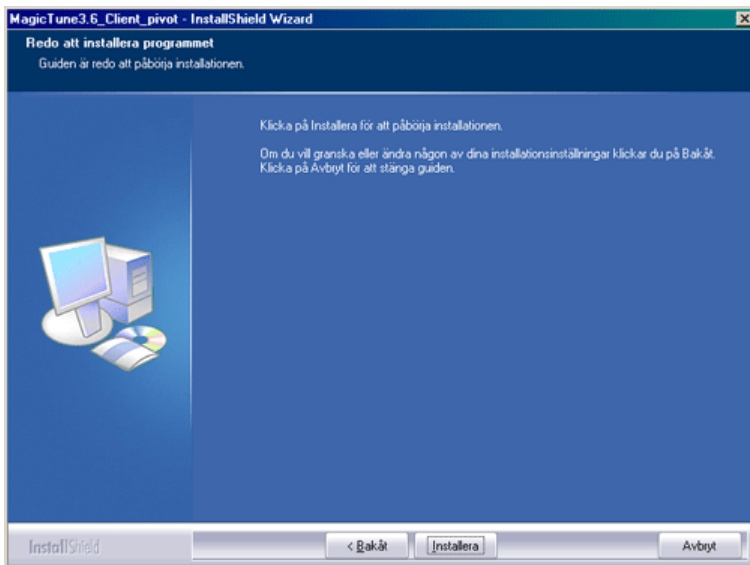 MagicTune3.6_Client_pivot - InstallShield Wizard
Redo att installera programmet
Guiden är redo att påbörja installationen.
Klicka på Installera för att påbörja installationen.
Om du vill granska eller ändra någon av dina installationsinställningar klickar du på Bakåt.
Klicka på Avbryt för att stänga guiden.
InstallShield
< Bakåt
Installera
Avbryt